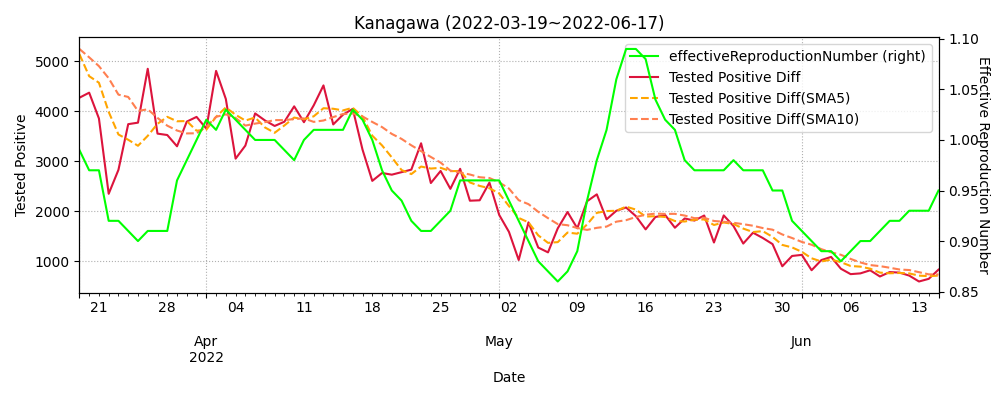 Kanagawa (2022-03-19~2022-06-17)
effectiveReproductionNumber (right)
Tested Positive Diff
Tested Positive Diff(SMA5)
Tested Positive Diff(SMA10)
Tested Positive
5000
4000
3000
2000
1000
1.10
1.05
1.00
0.95
0.90
0.85
Effective Reproduction Number
21 28 04 11 18 25 02 09 16 23 30 06 13
Apr May Jun
2022
Date